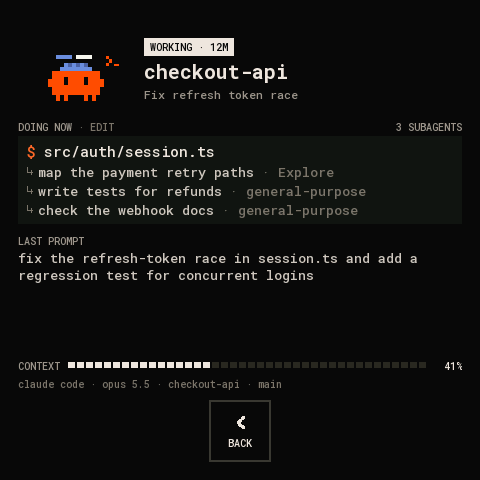 WORKING · 12M
checkout-api
Fix refresh token race
DOING NOW · EDIT
3 SUBAGENTS
$ src/auth/session.ts
↳ map the payment retry paths · Explore
↳ write tests for refunds · general-purpose
↳ check the webhook docs · general-purpose
LAST PROMPT
fix the refresh-token race in session.ts and add a
regression test for concurrent logins
CONTEXT
41%
claude code · opus 5.5 · checkout-api · main
BACK